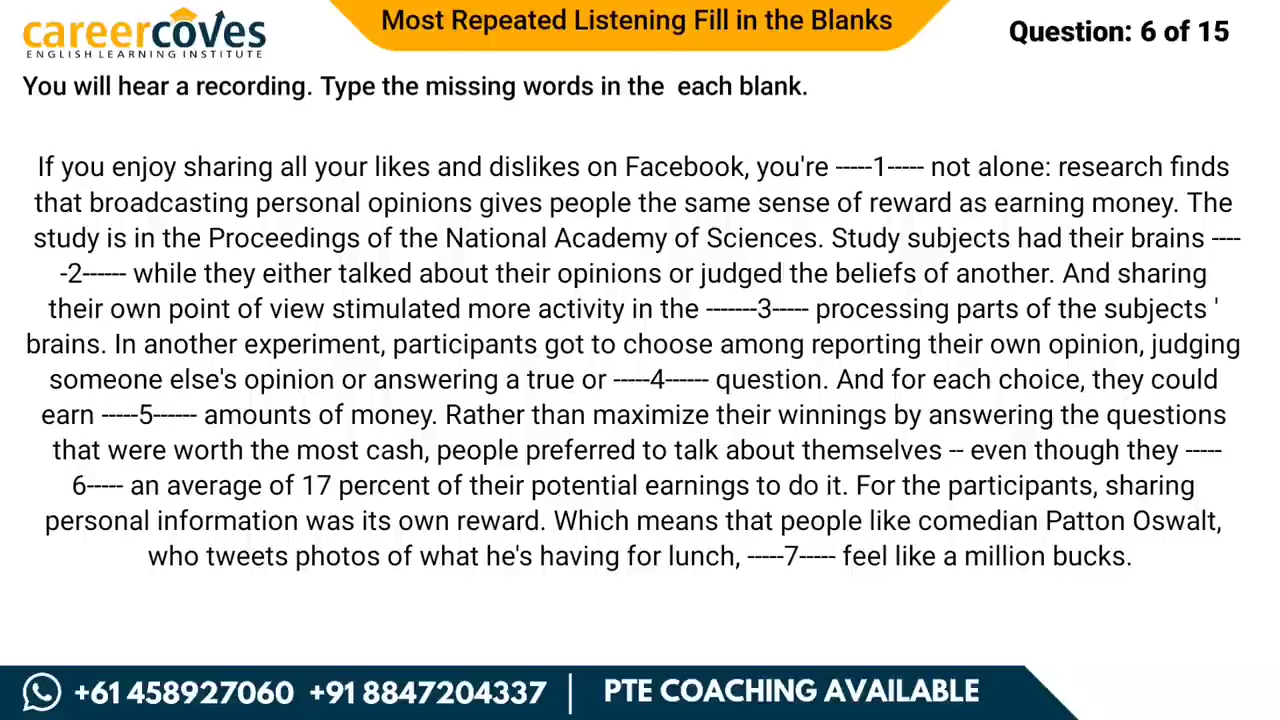 careercoves
ENGLISH LEARNING INSTITUTE
Most Repeated Listening Fill in the Blanks
Question: 6 of 15
You will hear a recording. Type the missing words in the  each blank.
If you enjoy sharing all your likes and dislikes on Facebook, you're -----1----- not alone: research finds
that broadcasting personal opinions gives people the same sense of reward as earning money. The
study is in the Proceedings of the National Academy of Sciences. Study subjects had their brains ----
-2------ while they either talked about their opinions or judged the beliefs of another. And sharing
their own point of view stimulated more activity in the -------3----- processing parts of the subjects '
brains. In another experiment, participants got to choose among reporting their own opinion, judging
someone else's opinion or answering a true or -----4------ question. And for each choice, they could
earn -----5------ amounts of money. Rather than maximize their winnings by answering the questions
that were worth the most cash, people preferred to talk about themselves -- even though they -----
6----- an average of 17 percent of their potential earnings to do it. For the participants, sharing
personal information was its own reward. Which means that people like comedian Patton Oswalt,
who tweets photos of what he's having for lunch, -----7----- feel like a million bucks.
+61 458927060 +91 8847204337 | PTE COACHING AVAILABLE